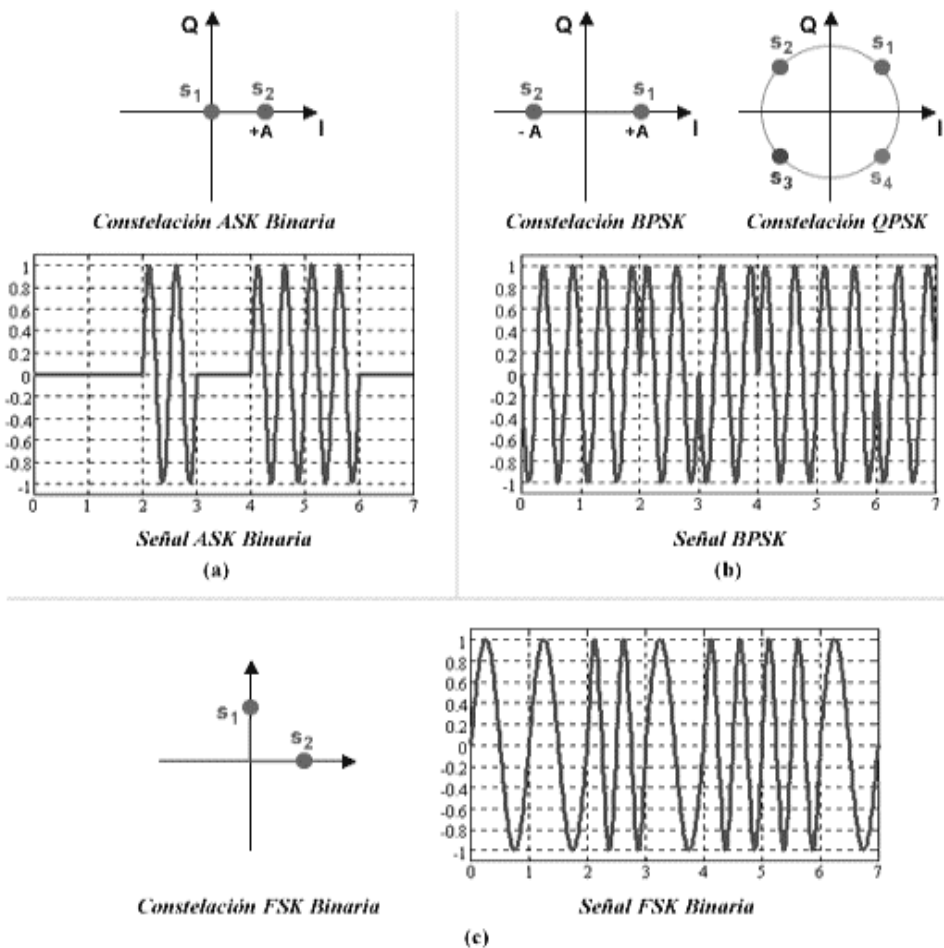 Q
s1
s2
+A
I
Constelación ASK Binaria
1
0.8
0.6
0.4
0.2
0
-0.2
-0.4
-0.6
-0.8
-1
0 1 2 3 4 5 6 7
Señal ASK Binaria
(a)
Q
s2
s1
- A
+A
I
Constelación BPSK
Q
s2
s1
I
s3
s4
Constelación QPSK
1
0.8
0.6
0.4
0.2
0
-0.2
-0.4
-0.6
-0.8
-1
0 1 2 3 4 5 6 7
Señal BPSK
(b)
s1
s2
Constelación FSK Binaria
1
0.8
0.6
0.4
0.2
0
-0.2
-0.4
-0.6
-0.8
-1
0 1 2 3 4 5 6 7
Señal FSK Binaria
(c)